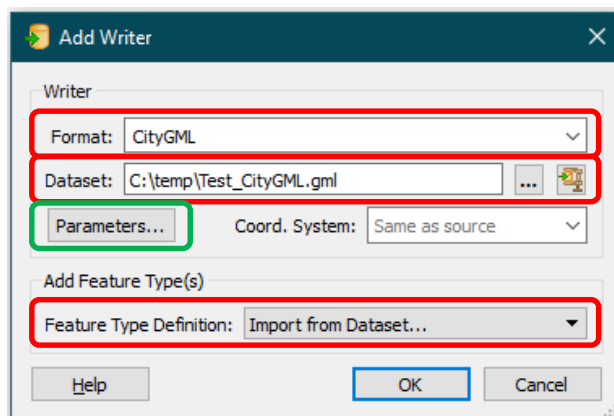 Add Writer
Writer
Format: CityGML
Dataset: C:\temp\Test_CityGML.gml ...
Parameters... Coord. System: Same as source
Add Feature Type(s)
Feature Type Definition: Import from Dataset...
Help OK Cancel